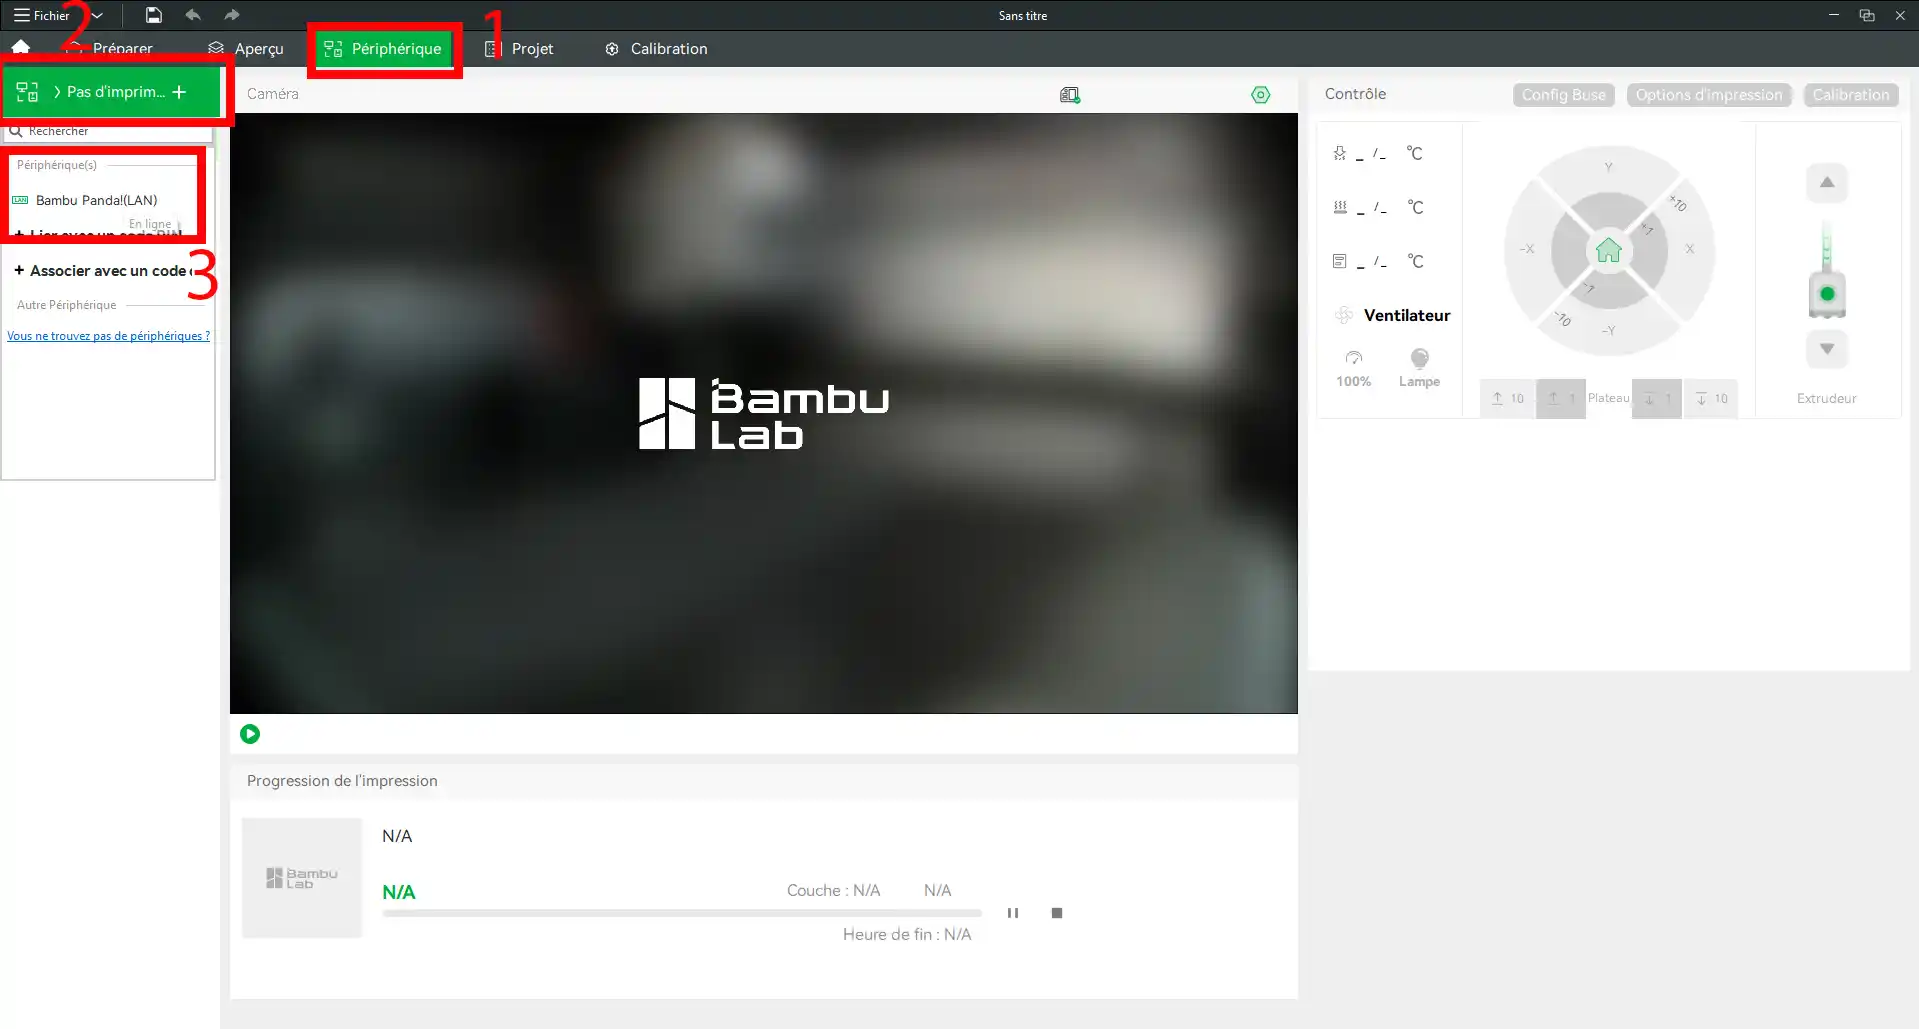 Fichier
Sans titre
2
1
Préparer
Aperçu
Périphérique
Projet
Calibration
Pas d'imprim...
Rechercher
Périphérique(s)
LAN
Bambu Panda!(LAN)
En ligne
+ Lier avec un code PIN
+ Associer avec un code
3
Autre Périphérique
Vous ne trouvez pas de périphériques ?
Caméra
Bambu
Lab
Progression de l'impression
Bambu
Lab
N/A
N/A
Couche : N/A
N/A
Heure de fin : N/A
Contrôle
Config Buse
Options d'impression
Calibration
_ /_ °C
_ /_ °C
_ /_ °C
Ventilateur
100%
Lampe
Y
+10
+1
-X
X
-1
-10
-Y
10
1
Plateau
1
10
Extrudeur